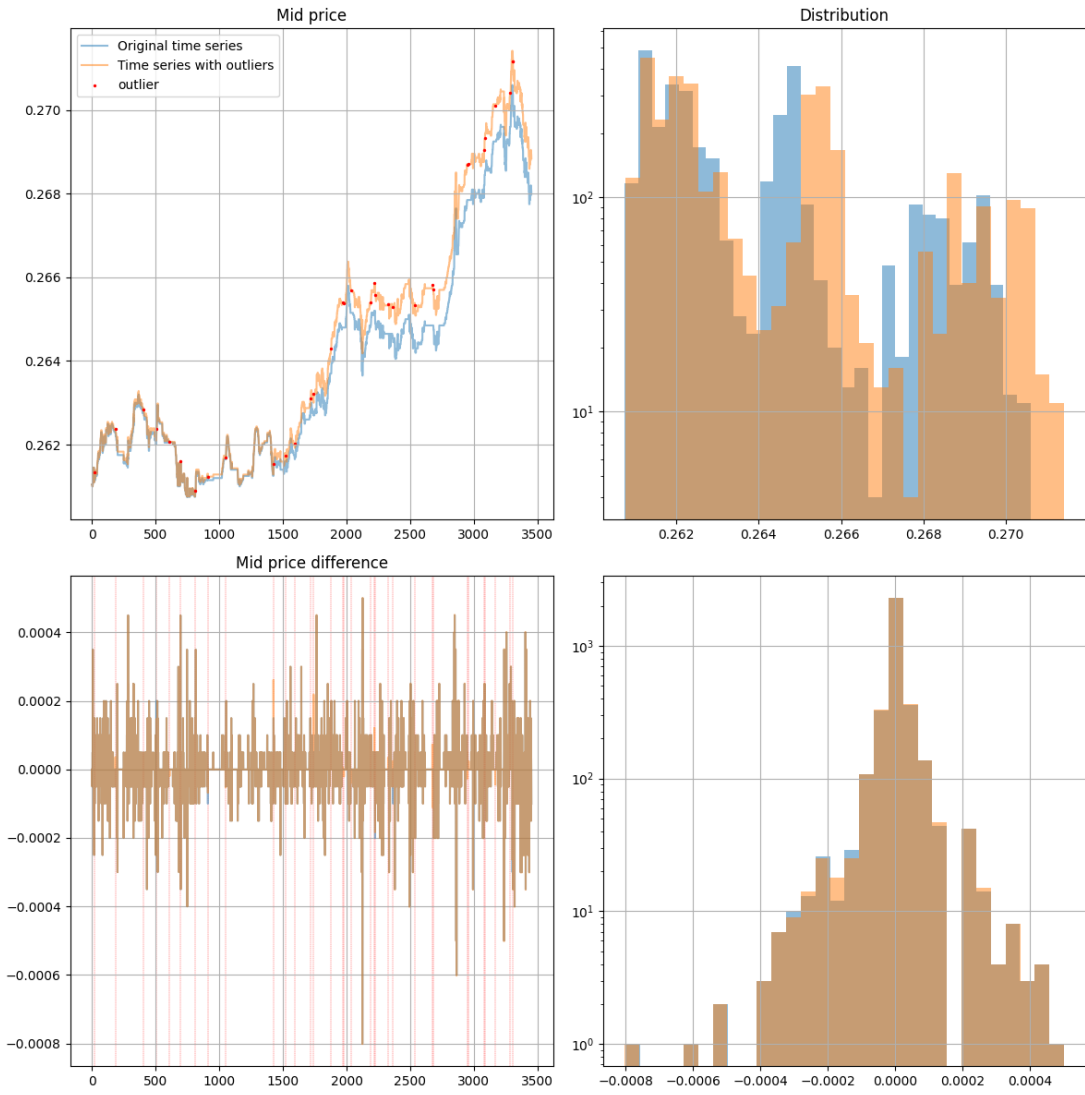 Mid price
Original time series
Time series with outliers
outlier
0.270
0.268
0.266
0.264
0.262
0 500 1000 1500 2000 2500 3000 3500
Distribution
10²
10¹
0.262 0.264 0.266 0.268 0.270
Mid price difference
0.0004
0.0002
0.0000
−0.0002
−0.0004
−0.0006
−0.0008
0 500 1000 1500 2000 2500 3000 3500
10³
10²
10¹
10⁰
−0.0008 −0.0006 −0.0004 −0.0002 0.0000 0.0002 0.0004